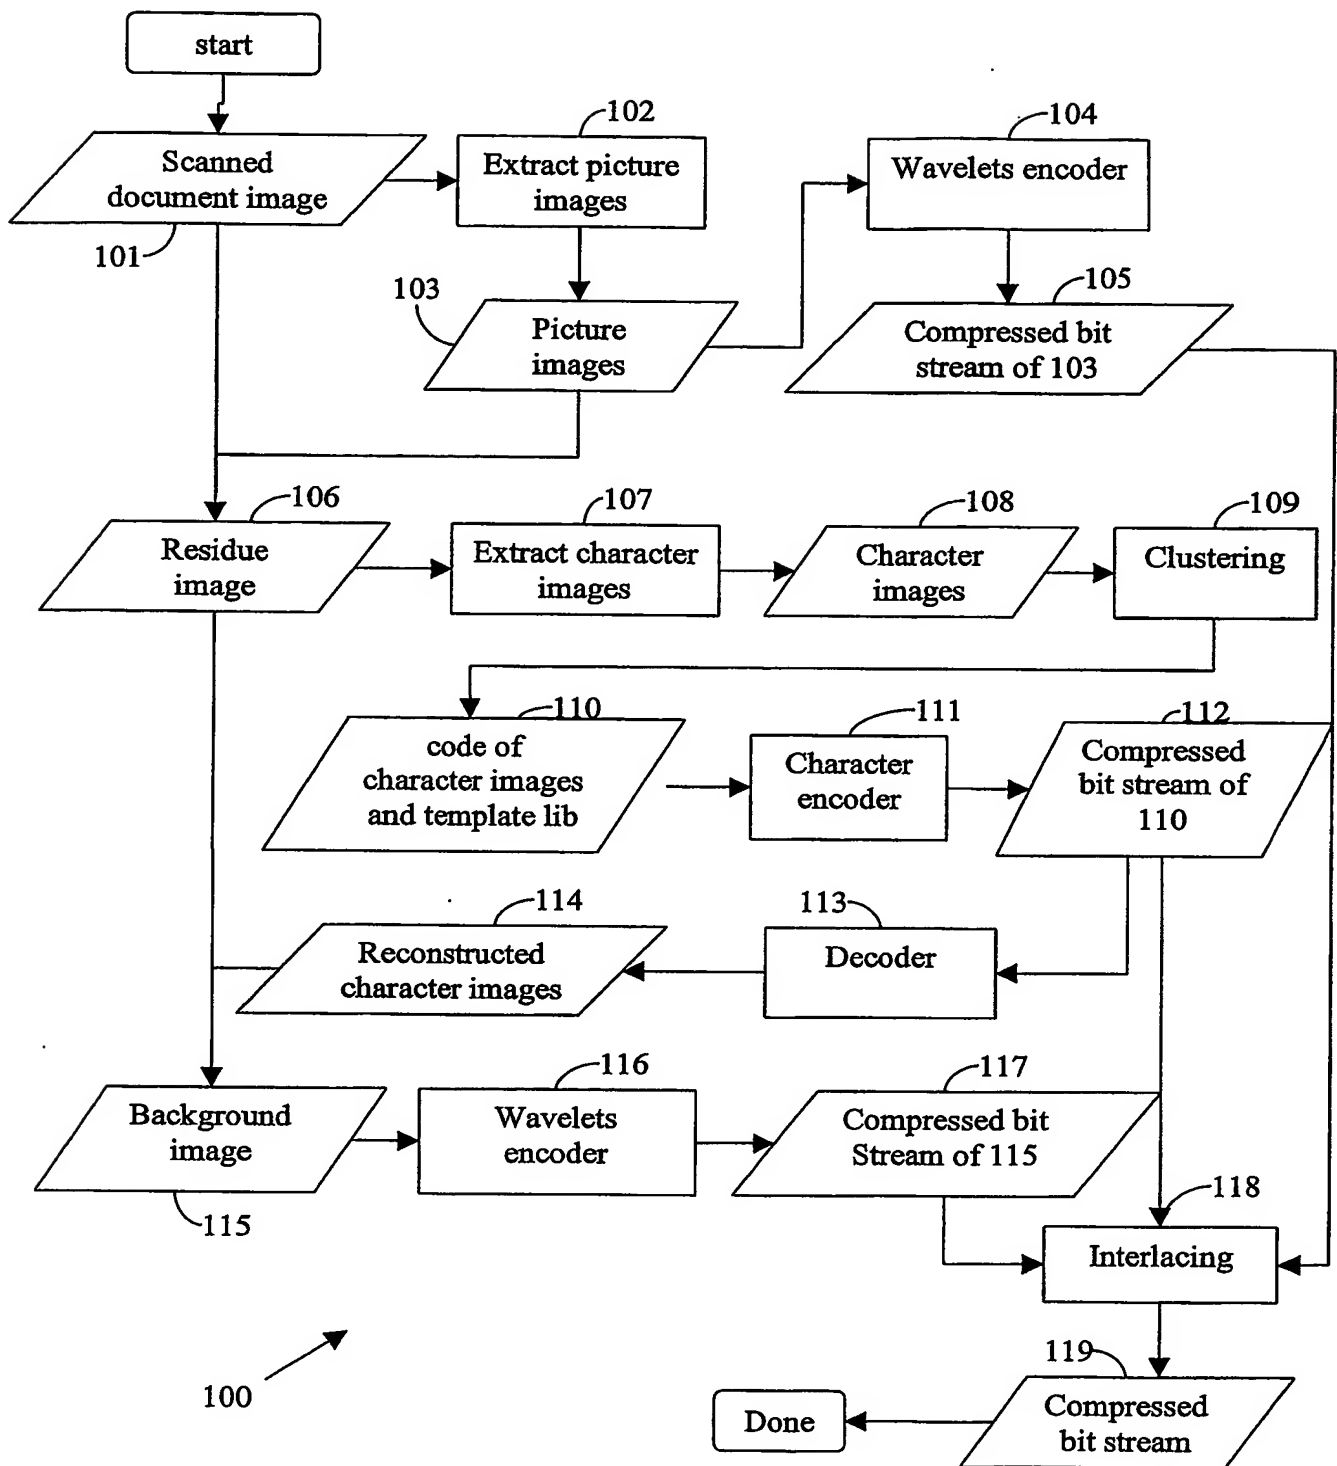 start
102
104
Scanned
document image
Extract picture
images
Wavelets encoder
101
103
105
Picture
images
Compressed bit
stream of 103
106
107
108
109
Residue
image
Extract character
images
Character
images
Clustering
110
111
112
code of
character images
and template lib
Character
encoder
Compressed
bit stream of
110
114
113
Reconstructed
character images
Decoder
116
117
Background
image
Wavelets
encoder
Compressed bit
Stream of 115
115
118
Interlacing
100
119
Done
Compressed
bit stream